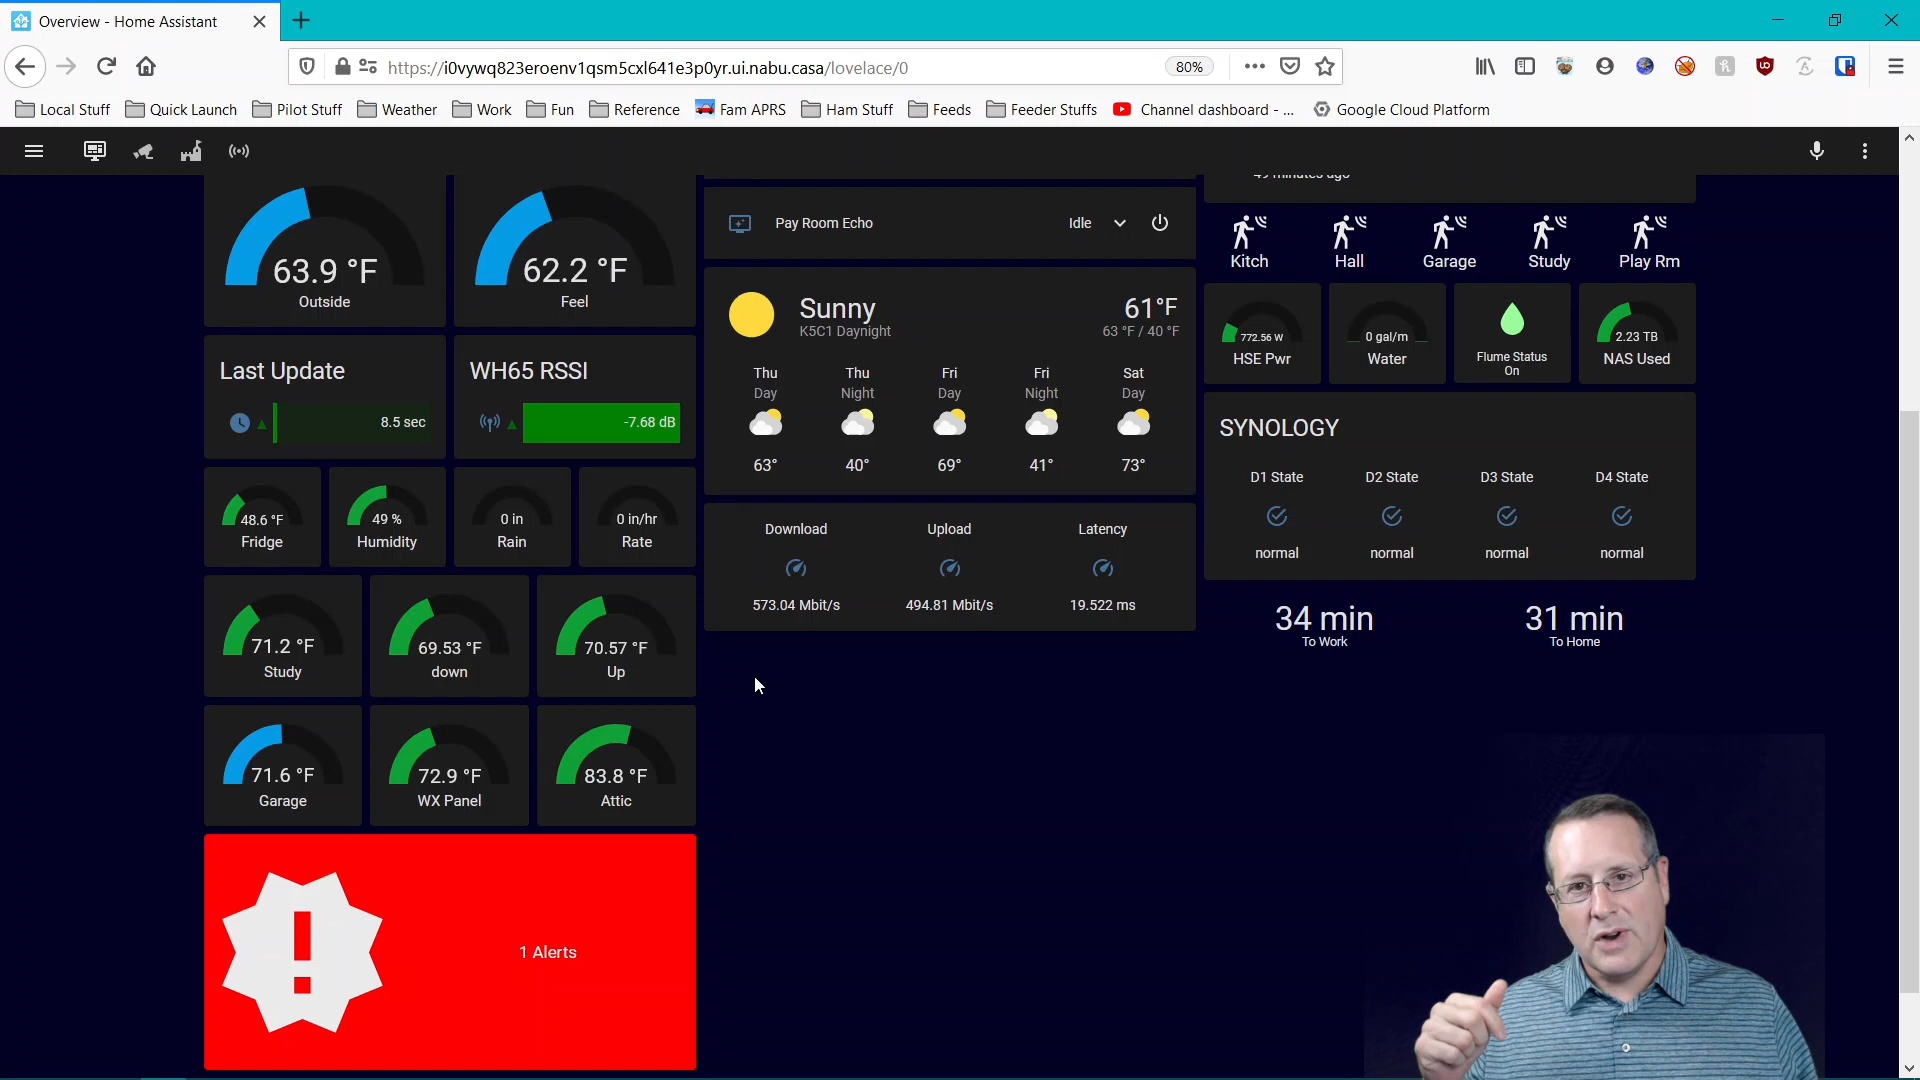 Overview - Home Assistant
https://i0vywq823eroenv1qsm5cxl641e3p0yr.ui.nabu.casa/lovelace/0
80%
Local Stuff
Quick Launch
Pilot Stuff
Weather
Work
Fun
Reference
Fam APRS
Ham Stuff
Feeds
Feeder Stuffs
Channel dashboard - ...
Google Cloud Platform
63.9 °F
Outside
62.2 °F
Feel
Last Update
8.5 sec
WH65 RSSI
-7.68 dB
48.6 °F
Fridge
49 %
Humidity
0 in
Rain
0 in/hr
Rate
71.2 °F
Study
69.53 °F
down
70.57 °F
Up
71.6 °F
Garage
72.9 °F
WX Panel
83.8 °F
Attic
1 Alerts
Pay Room Echo
Idle
Sunny
K5C1 Daynight
61°F
63 °F / 40 °F
Thu
Day
63°
Thu
Night
40°
Fri
Day
69°
Fri
Night
41°
Sat
Day
73°
Download
573.04 Mbit/s
Upload
494.81 Mbit/s
Latency
19.522 ms
49 minutes ago
Kitch
Hall
Garage
Study
Play Rm
772.56 W
HSE Pwr
0 gal/m
Water
Flume Status
On
2.23 TB
NAS Used
SYNOLOGY
D1 State
normal
D2 State
normal
D3 State
normal
D4 State
normal
34 min
To Work
31 min
To Home